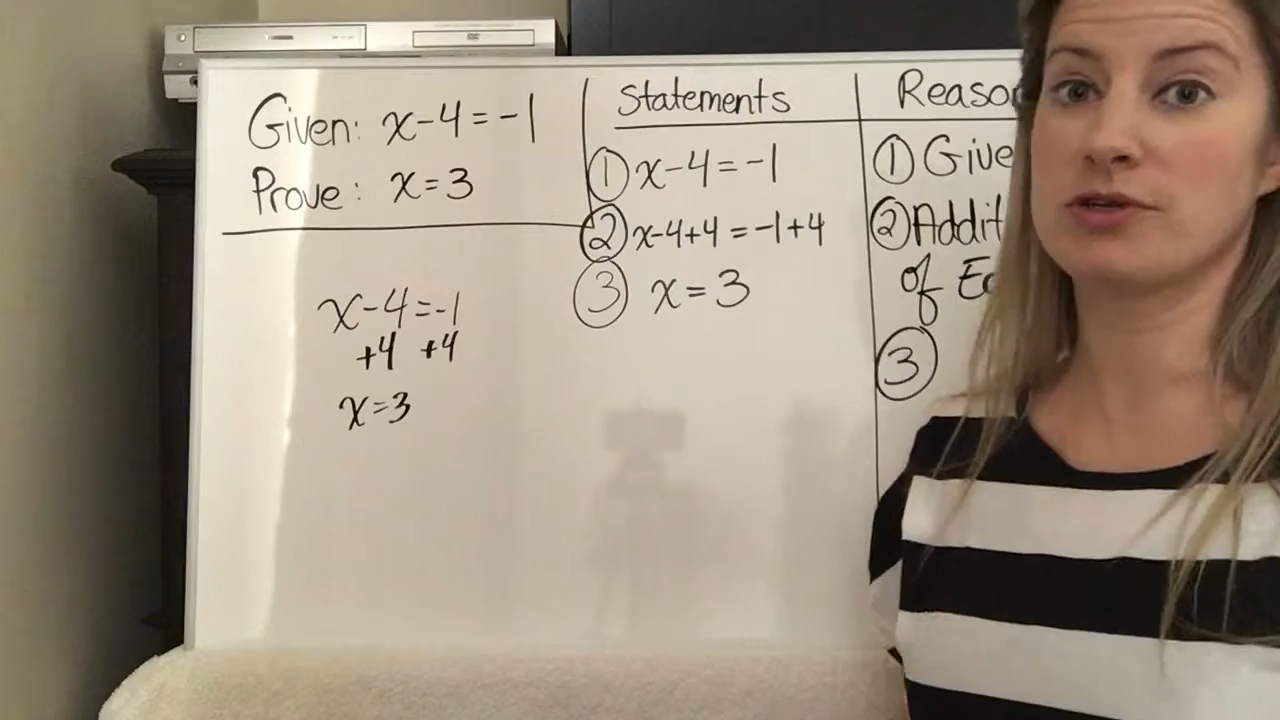 Given: x-4=-1
Prove: x=3
x-4=-1
+4 +4
x=3
Statements
① x-4=-1
② x-4+4=-1+4
③ x=3
Reaso
① Give
② Addit
of E
③